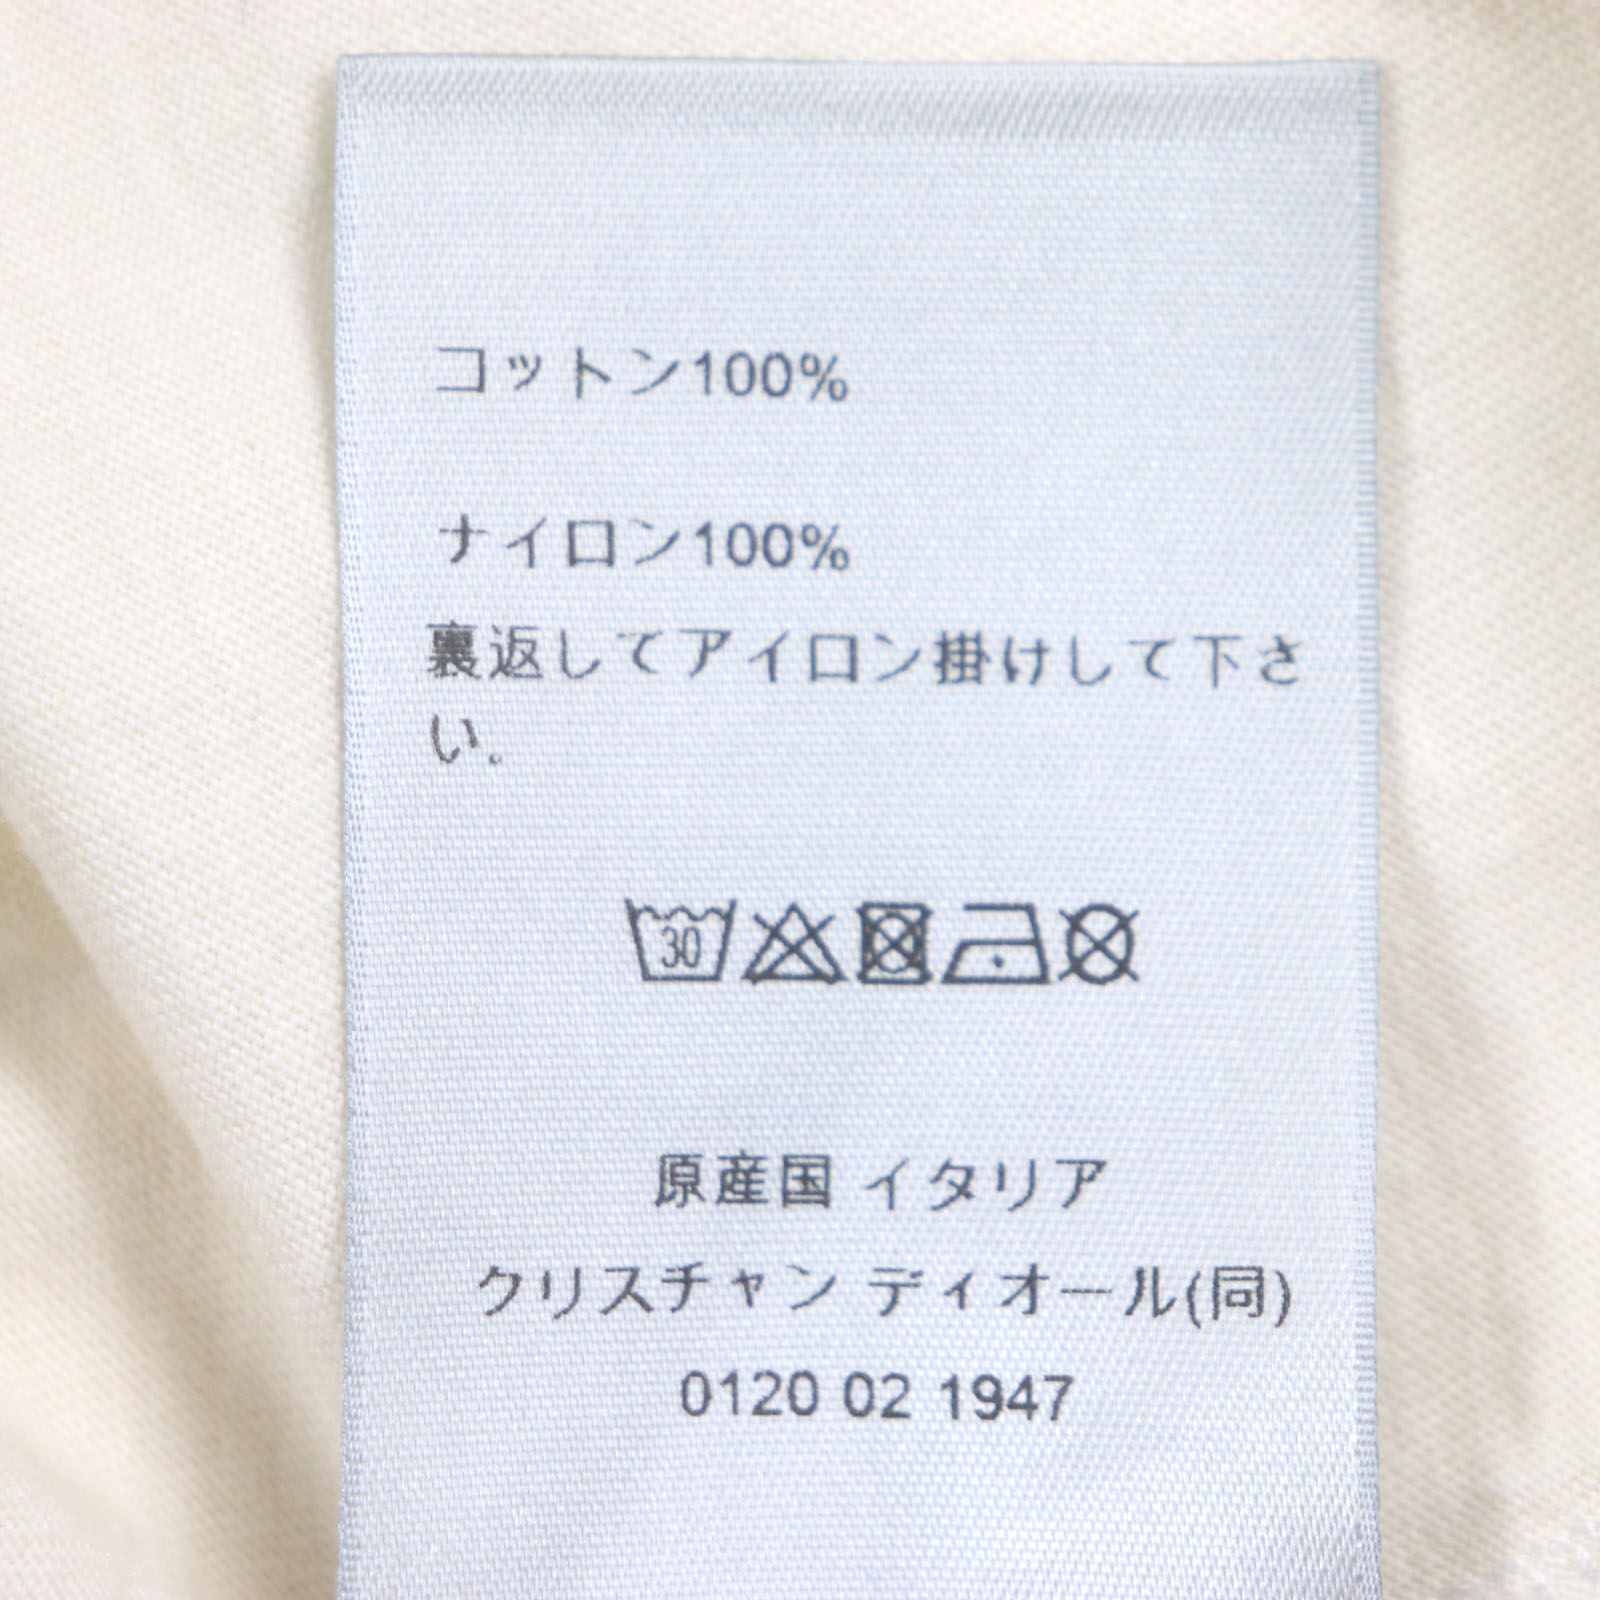 コットン100%
ナイロン100%
裏返してアイロン掛けして下さ
い。
30
原産国 イタリア
クリスチャン ディオール(同)
0120 02 1947